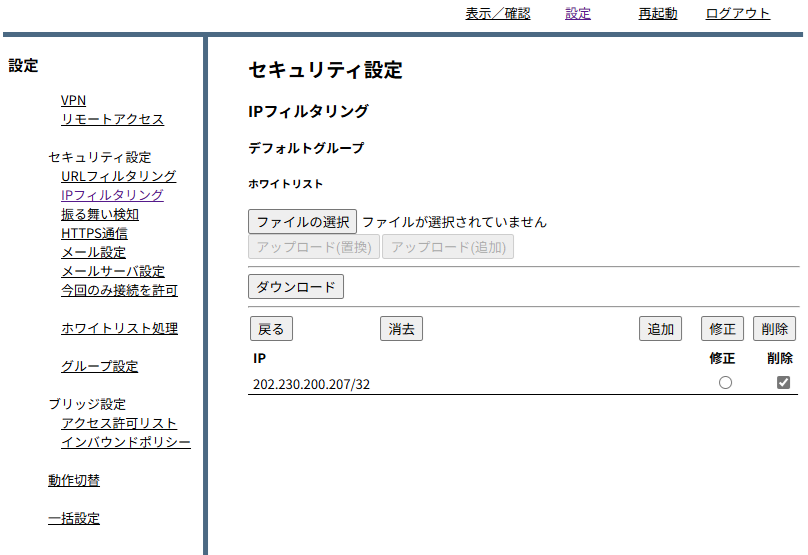 表示／確認 設定 再起動 ログアウト
設定
VPN
リモートアクセス
セキュリティ設定
URLフィルタリング
IPフィルタリング
振る舞い検知
HTTPS通信
メール設定
メールサーバ設定
今回のみ接続を許可
ホワイトリスト処理
グループ設定
ブリッジ設定
アクセス許可リスト
インバウンドポリシー
動作切替
一括設定
セキュリティ設定
IPフィルタリング
デフォルトグループ
ホワイトリスト
ファイルの選択 ファイルが選択されていません
アップロード(置換) アップロード(追加)
ダウンロード
戻る 消去 追加 修正 削除
IP 修正 削除
202.230.200.207/32